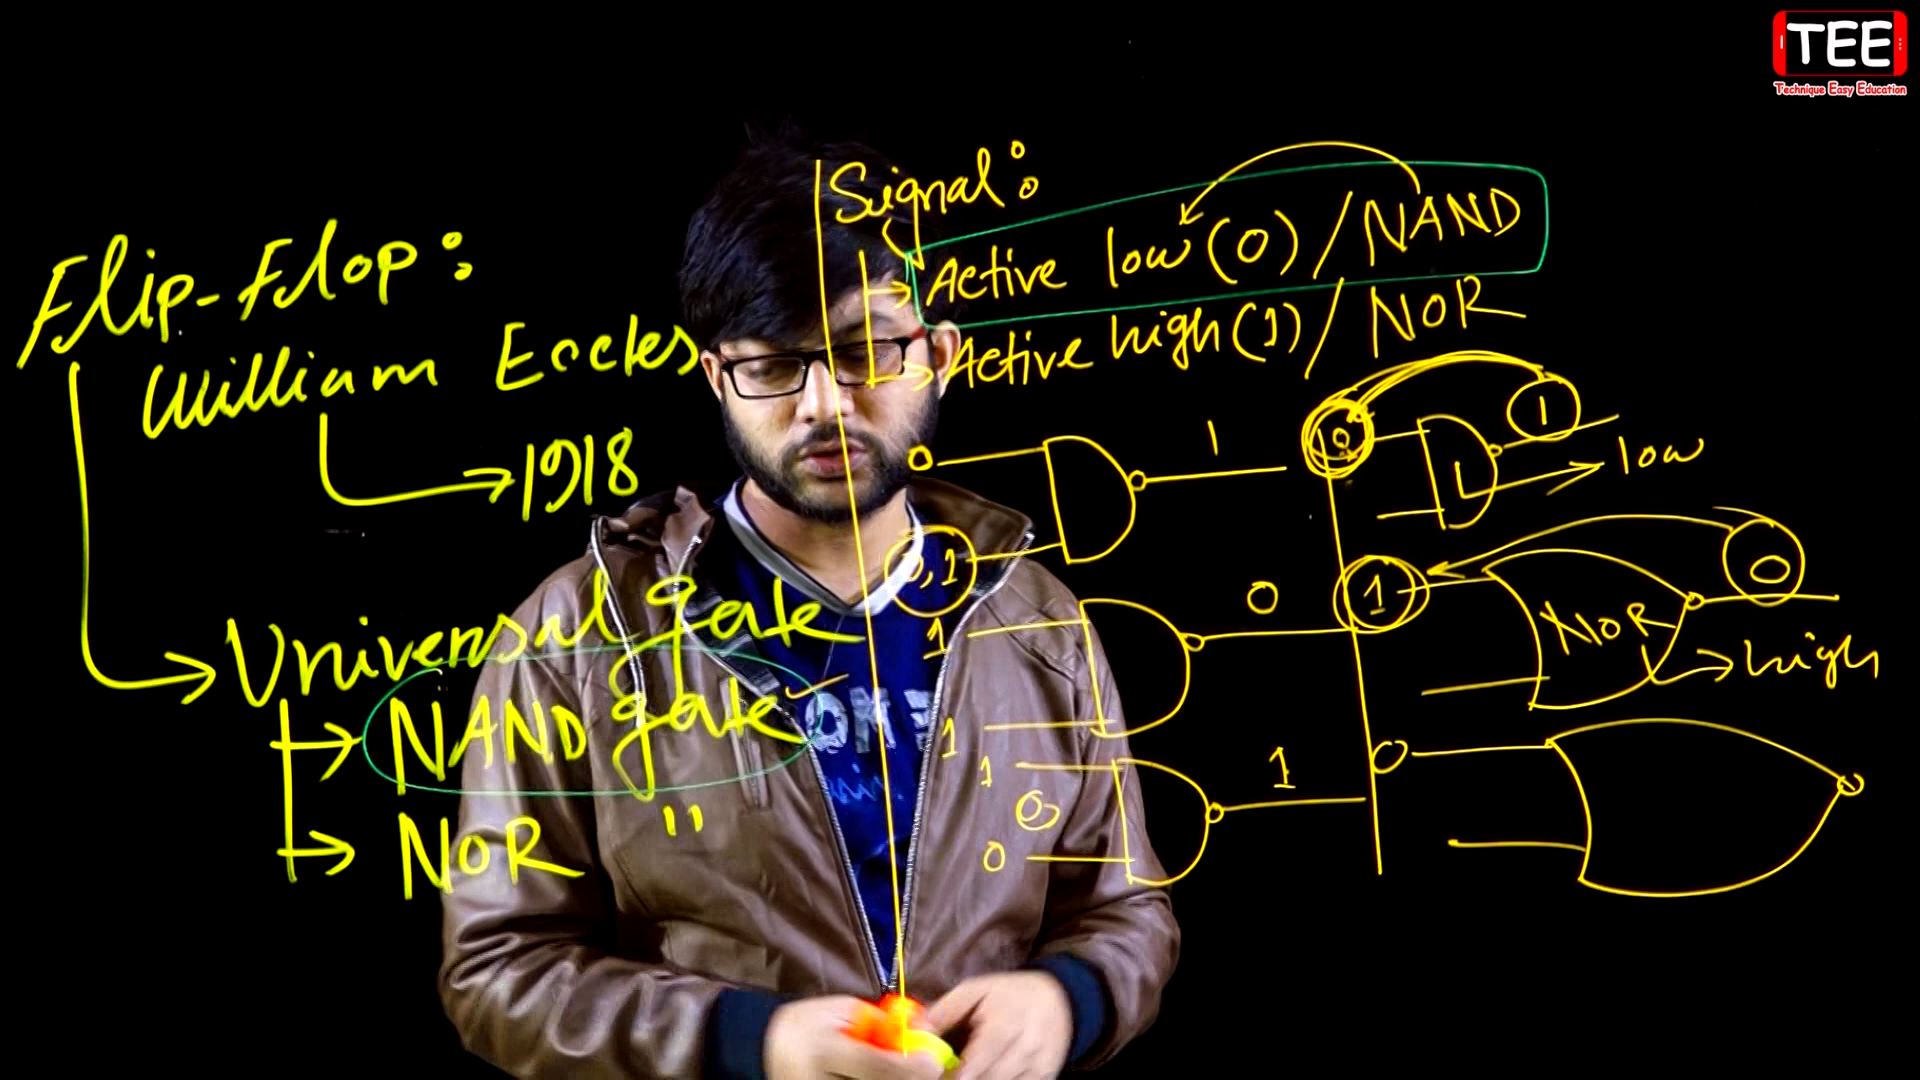 TEE
Technique Easy Education
Flip-Flop:
William Eccles
1918
Universal gate
NAND gate
NOR "
Signal:
Active low (0) / NAND
Active high (1) / NOR
0
1
0,1
1
0
1
1
1
0
0
0
1
L
low
1
0
NOR
high
0